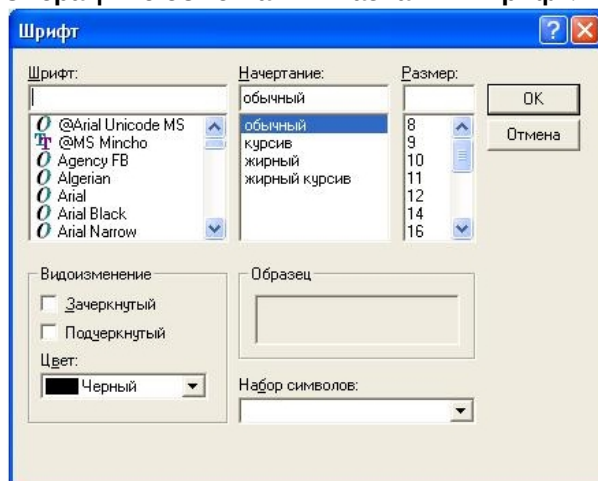 Шрифт
Шрифт:
Начертание:
Размер:
обычный
OK
Отмена
@Arial Unicode MS
@MS Mincho
Agency FB
Algerian
Arial
Arial Black
Arial Narrow
обычный
курсив
жирный
жирный курсив
8
9
10
11
12
14
16
Видоизменение
Зачеркнутый
Подчеркнутый
Цвет:
Черный
Образец
Набор символов: